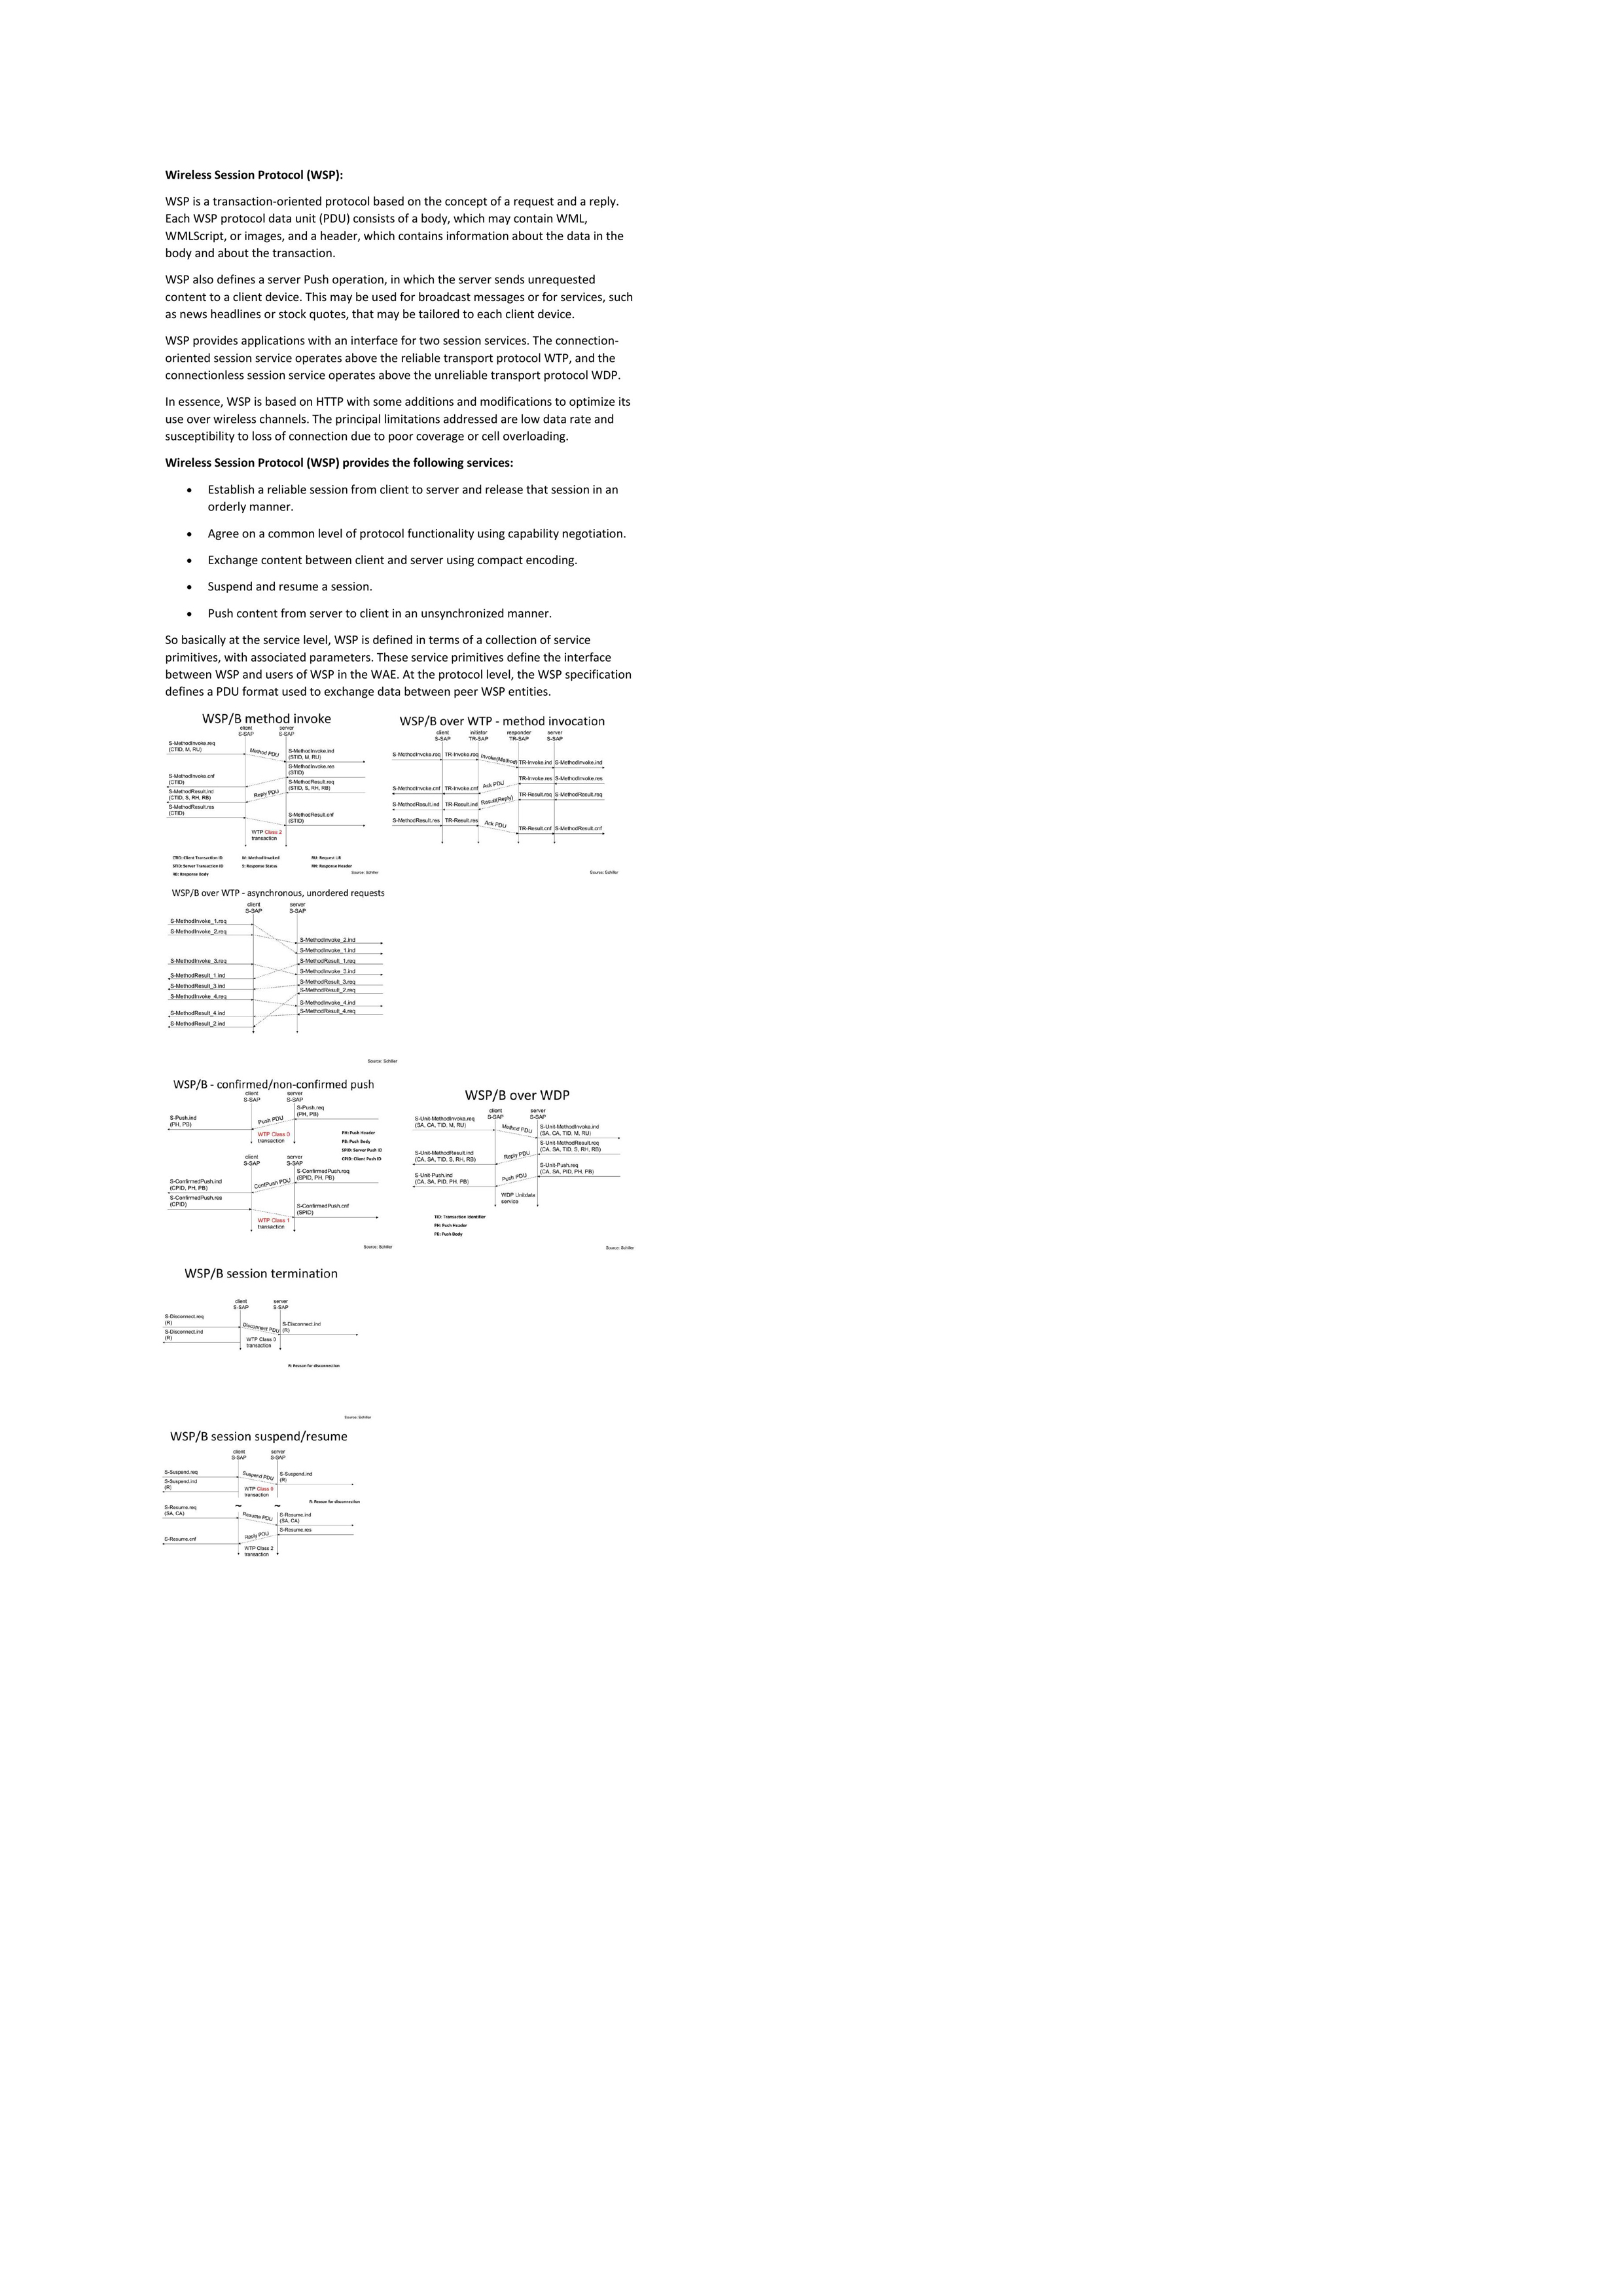 Wireless Session Protocol (WSP):
WSP is a transaction-oriented protocol based on the concept of a request and a reply.
Each WSP protocol data unit (PDU) consists of a body, which may contain WML,
WMLScript, or images, and a header, which contains information about the data in the
body and about the transaction.
WSP also defines a server Push operation, in which the server sends unrequested
content to a client device. This may be used for broadcast messages or for services, such
as news headlines or stock quotes, that may be tailored to each client device.
WSP provides applications with an interface for two session services. The connection-
oriented session service operates above the reliable transport protocol WTP, and the
connectionless session service operates above the unreliable transport protocol WDP.
In essence, WSP is based on HTTP with some additions and modifications to optimize its
use over wireless channels. The principal limitations addressed are low data rate and
susceptibility to loss of connection due to poor coverage or cell overloading.
Wireless Session Protocol (WSP) provides the following services:
• Establish a reliable session from client to server and release that session in an
orderly manner.
• Agree on a common level of protocol functionality using capability negotiation.
• Exchange content between client and server using compact encoding.
• Suspend and resume a session.
• Push content from server to client in an unsynchronized manner.
So basically at the service level, WSP is defined in terms of a collection of service
primitives, with associated parameters. These service primitives define the interface
between WSP and users of WSP in the WAE. At the protocol level, the WSP specification
defines a PDU format used to exchange data between peer WSP entities.
WSP/B method invoke
client
S-SAP
server
S-SAP
S-MethodInvoke.req
(CTID, M, RU)
Method PDU
S-MethodInvoke.ind
(STID, M, RU)
S-MethodInvoke.res
(STID)
S-MethodInvoke.cnf
(CTID)
S-MethodResult.req
(STID, S, RH, RB)
S-MethodResult.ind
(CTID, S, RH, RB)
Reply PDU
S-MethodResult.res
(CTID)
S-MethodResult.cnf
(STID)
WTP Class 2
transaction
CTID: Client Transaction ID
M: Method Invoked
RU: Request URI
STID: Server Transaction ID
S: Response Status
RH: Response Header
RB: Response Body
Source: Schiller
WSP/B over WTP - method invocation
client
S-SAP
initiator
TR-SAP
responder
TR-SAP
server
S-SAP
S-MethodInvoke.req
TR-Invoke.req
Invoke(Method)
TR-Invoke.ind
S-MethodInvoke.ind
TR-Invoke.res
S-MethodInvoke.res
S-MethodInvoke.cnf
TR-Invoke.cnf
Ack PDU
TR-Result.req
S-MethodResult.req
S-MethodResult.ind
TR-Result.ind
Result(Reply)
S-MethodResult.res
TR-Result.res
Ack PDU
TR-Result.cnf
S-MethodResult.cnf
Source: Schiller
WSP/B over WTP - asynchronous, unordered requests
client
S-SAP
server
S-SAP
S-MethodInvoke_1.req
S-MethodInvoke_2.req
S-MethodInvoke_2.ind
S-MethodInvoke_1.ind
S-MethodInvoke_3.req
S-MethodResult_1.req
S-MethodInvoke_3.ind
S-MethodResult_1.ind
S-MethodResult_3.req
S-MethodResult_3.ind
S-MethodResult_2.req
S-MethodInvoke_4.req
S-MethodInvoke_4.ind
S-MethodResult_4.req
S-MethodResult_4.ind
S-MethodResult_2.ind
Source: Schiller
WSP/B - confirmed/non-confirmed push
client
S-SAP
server
S-SAP
S-Push.req
(PH, PB)
S-Push.ind
(PH, PB)
Push PDU
WTP Class 0
transaction
PH: Push Header
PB: Push Body
SPID: Server Push ID
CPID: Client Push ID
client
S-SAP
server
S-SAP
S-ConfirmedPush.req
(SPID, PH, PB)
S-ConfirmedPush.ind
(CPID, PH, PB)
ConfPush PDU
S-ConfirmedPush.res
(CPID)
S-ConfirmedPush.cnf
(SPID)
WTP Class 1
transaction
Source: Schiller
WSP/B over WDP
client
S-SAP
server
S-SAP
S-Unit-MethodInvoke.req
(SA, CA, TID, M, RU)
Method PDU
S-Unit-MethodInvoke.ind
(SA, CA, TID, M, RU)
S-Unit-MethodResult.req
(CA, SA, TID, S, RH, RB)
S-Unit-MethodResult.ind
(CA, SA, TID, S, RH, RB)
Reply PDU
S-Unit-Push.req
(CA, SA, PID, PH, PB)
S-Unit-Push.ind
(CA, SA, PID, PH, PB)
Push PDU
WDP Unitdata
service
TID: Transaction Identifier
PH: Push Header
PB: Push Body
Source: Schiller
WSP/B session termination
client
S-SAP
server
S-SAP
S-Disconnect.req
(R)
Disconnect PDU
S-Disconnect.ind
(R)
S-Disconnect.ind
(R)
WTP Class 0
transaction
R: Reason for disconnection
Source: Schiller
WSP/B session suspend/resume
client
S-SAP
server
S-SAP
S-Suspend.req
Suspend PDU
S-Suspend.ind
(R)
S-Suspend.ind
(R)
WTP Class 0
transaction
R: Reason for disconnection
~ ~
S-Resume.req
(SA, CA)
Resume PDU
S-Resume.ind
(SA, CA)
S-Resume.res
Reply PDU
S-Resume.cnf
WTP Class 2
transaction